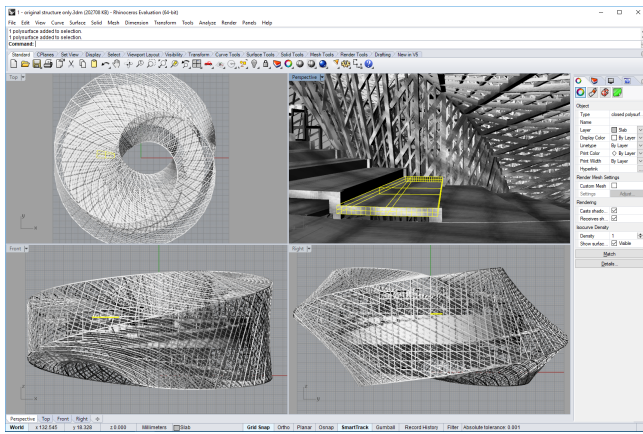 1 - original structure only.3dm (202700 KB) - Rhinoceros Evaluation (64-bit)
File Edit View Curve Surface Solid Mesh Dimension Transform Tools Analyze Render Panels Help
1 polysurface added to selection.
1 polysurface added to selection.
Command:
Standard CPlanes Set View Display Select Viewport Layout Visibility Transform Curve Tools Surface Tools Solid Tools Mesh Tools Render Tools Drafting New in V5
Top
Perspective
Front
Right
Object
Type closed polysurf...
Name
Layer Slab
Display Color By Layer
Linetype By Layer
Print Color By Layer
Print Width By Layer
Hyperlink
Render Mesh Settings
Custom Mesh
Settings Adjust...
Rendering
Casts shado...
Receives sh...
Isocurve Density
Density 1
Show surfac... Visible
Match
Details...
Perspective Top Front Right
World x 132.545 y 18.328 z 0.000 Millimeters Slab Grid Snap Ortho Planar Osnap SmartTrack Gumball Record History Filter Absolute tolerance: 0.001